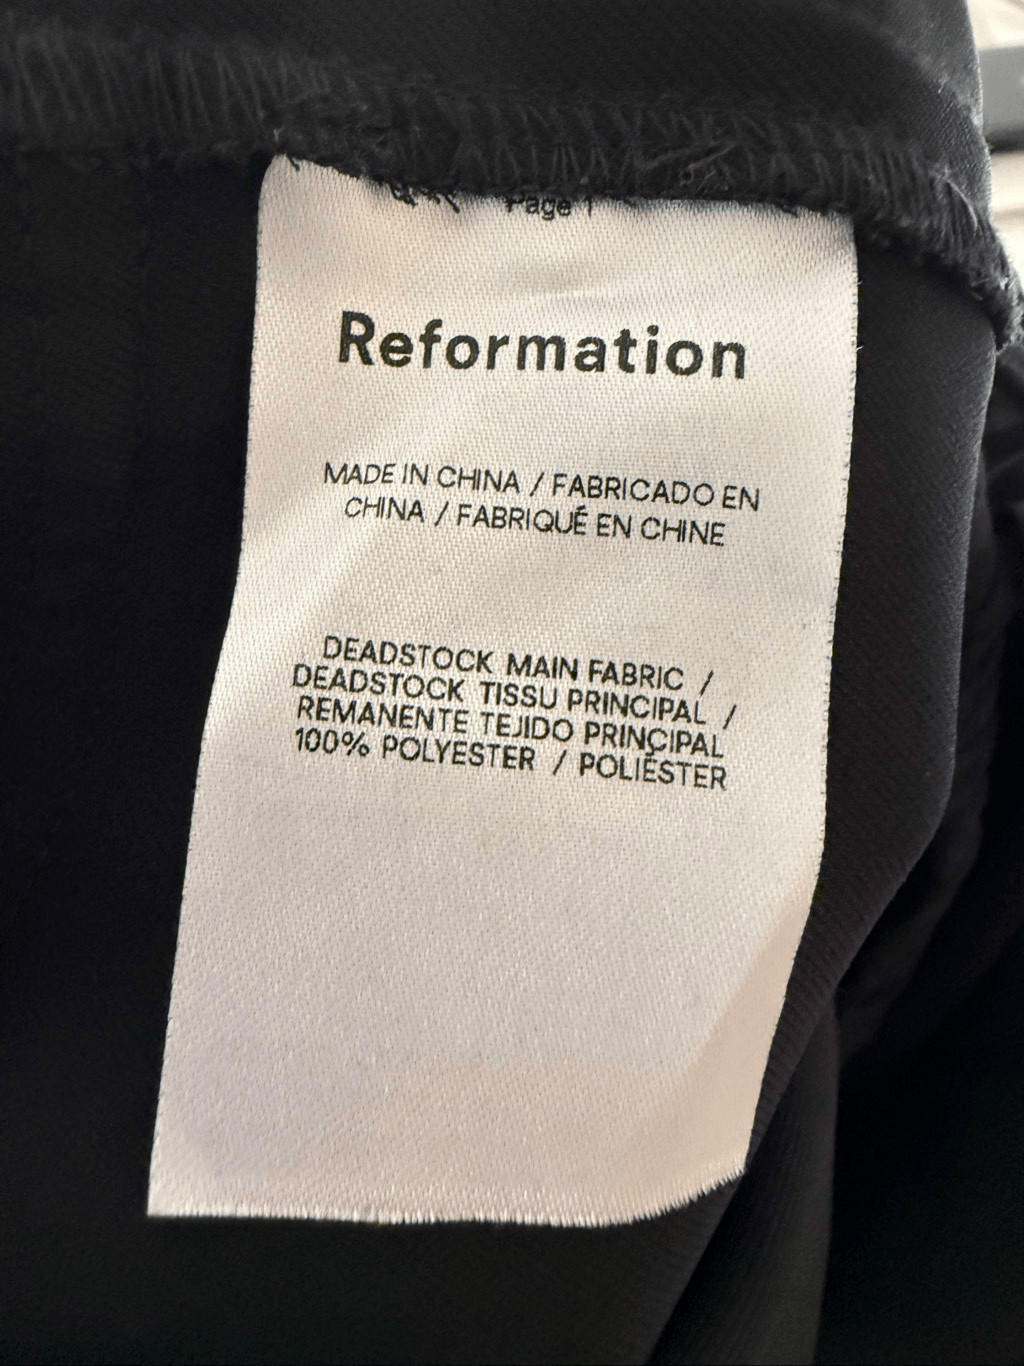 Page 1
Reformation
MADE IN CHINA / FABRICADO EN
CHINA / FABRIQUÉ EN CHINE
DEADSTOCK MAIN FABRIC /
DEADSTOCK TISSU PRINCIPAL /
REMANENTE TEJIDO PRINCIPAL
100% POLYESTER / POLIÉSTER